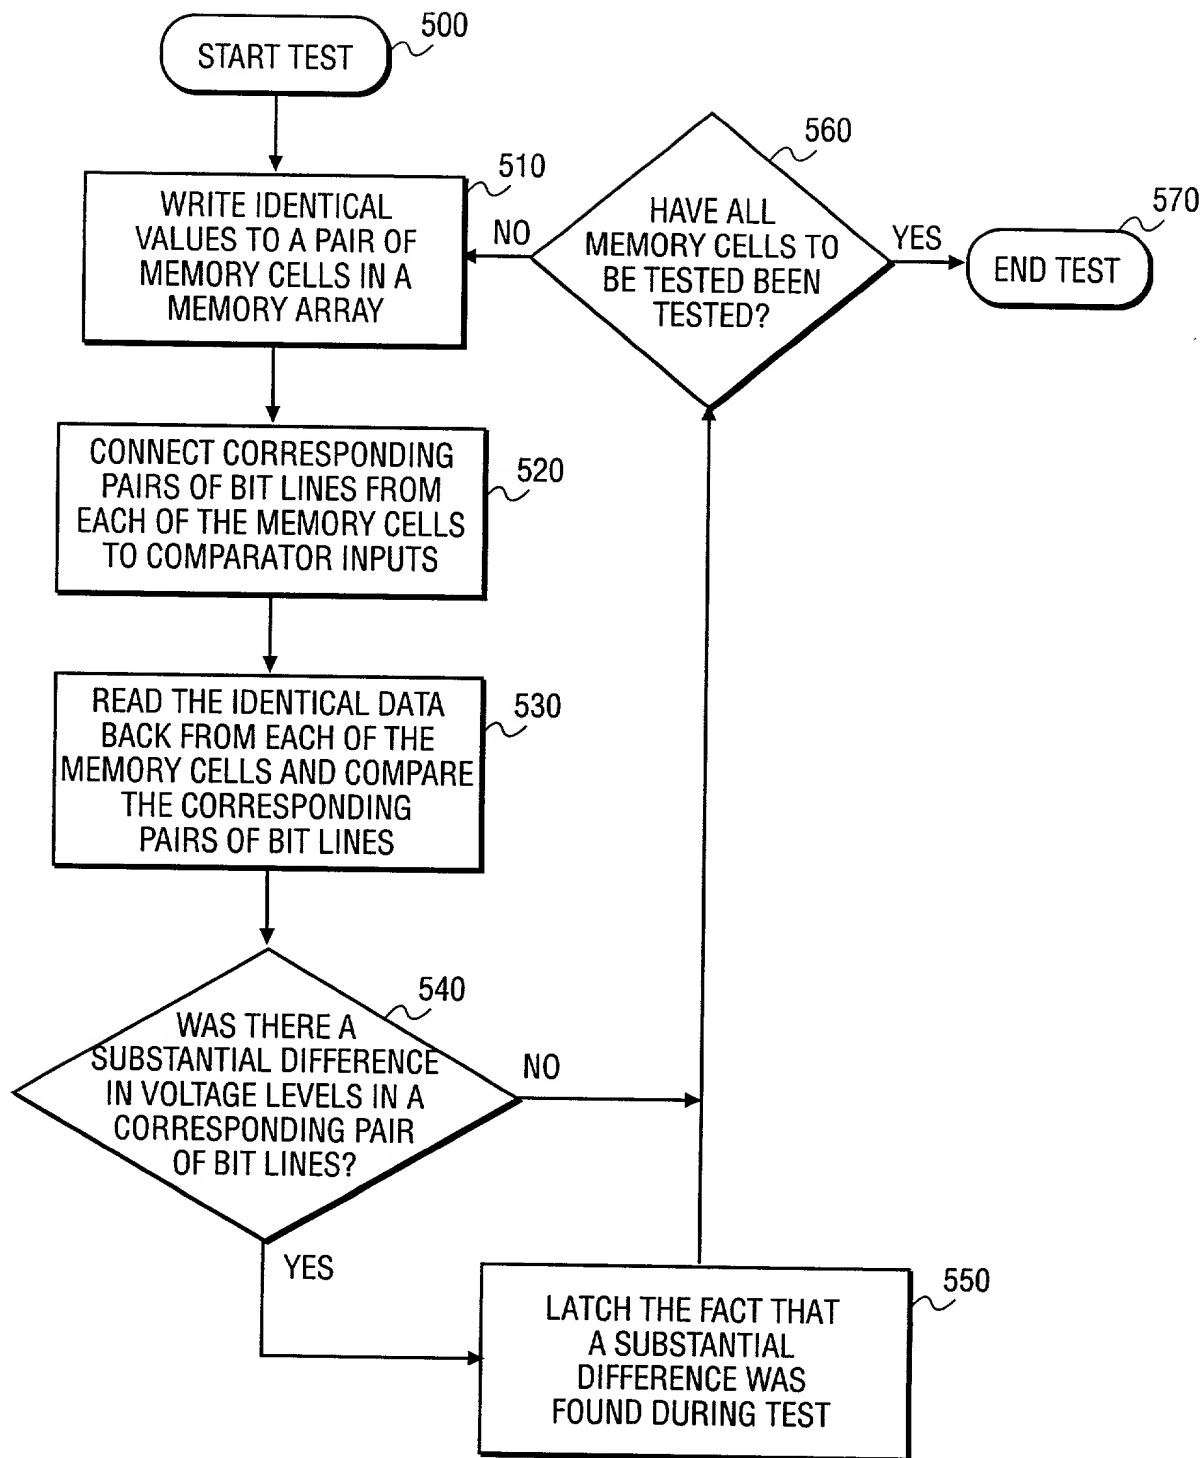 START TEST
500
WRITE IDENTICAL
VALUES TO A PAIR OF
MEMORY CELLS IN A
MEMORY ARRAY
510
NO
HAVE ALL
MEMORY CELLS TO
BE TESTED BEEN
TESTED?
560
YES
END TEST
570
CONNECT CORRESPONDING
PAIRS OF BIT LINES FROM
EACH OF THE MEMORY CELLS
TO COMPARATOR INPUTS
520
READ THE IDENTICAL DATA
BACK FROM EACH OF THE
MEMORY CELLS AND COMPARE
THE CORRESPONDING
PAIRS OF BIT LINES
530
WAS THERE A
SUBSTANTIAL DIFFERENCE
IN VOLTAGE LEVELS IN A
CORRESPONDING PAIR
OF BIT LINES?
540
NO
YES
LATCH THE FACT THAT
A SUBSTANTIAL
DIFFERENCE WAS
FOUND DURING TEST
550